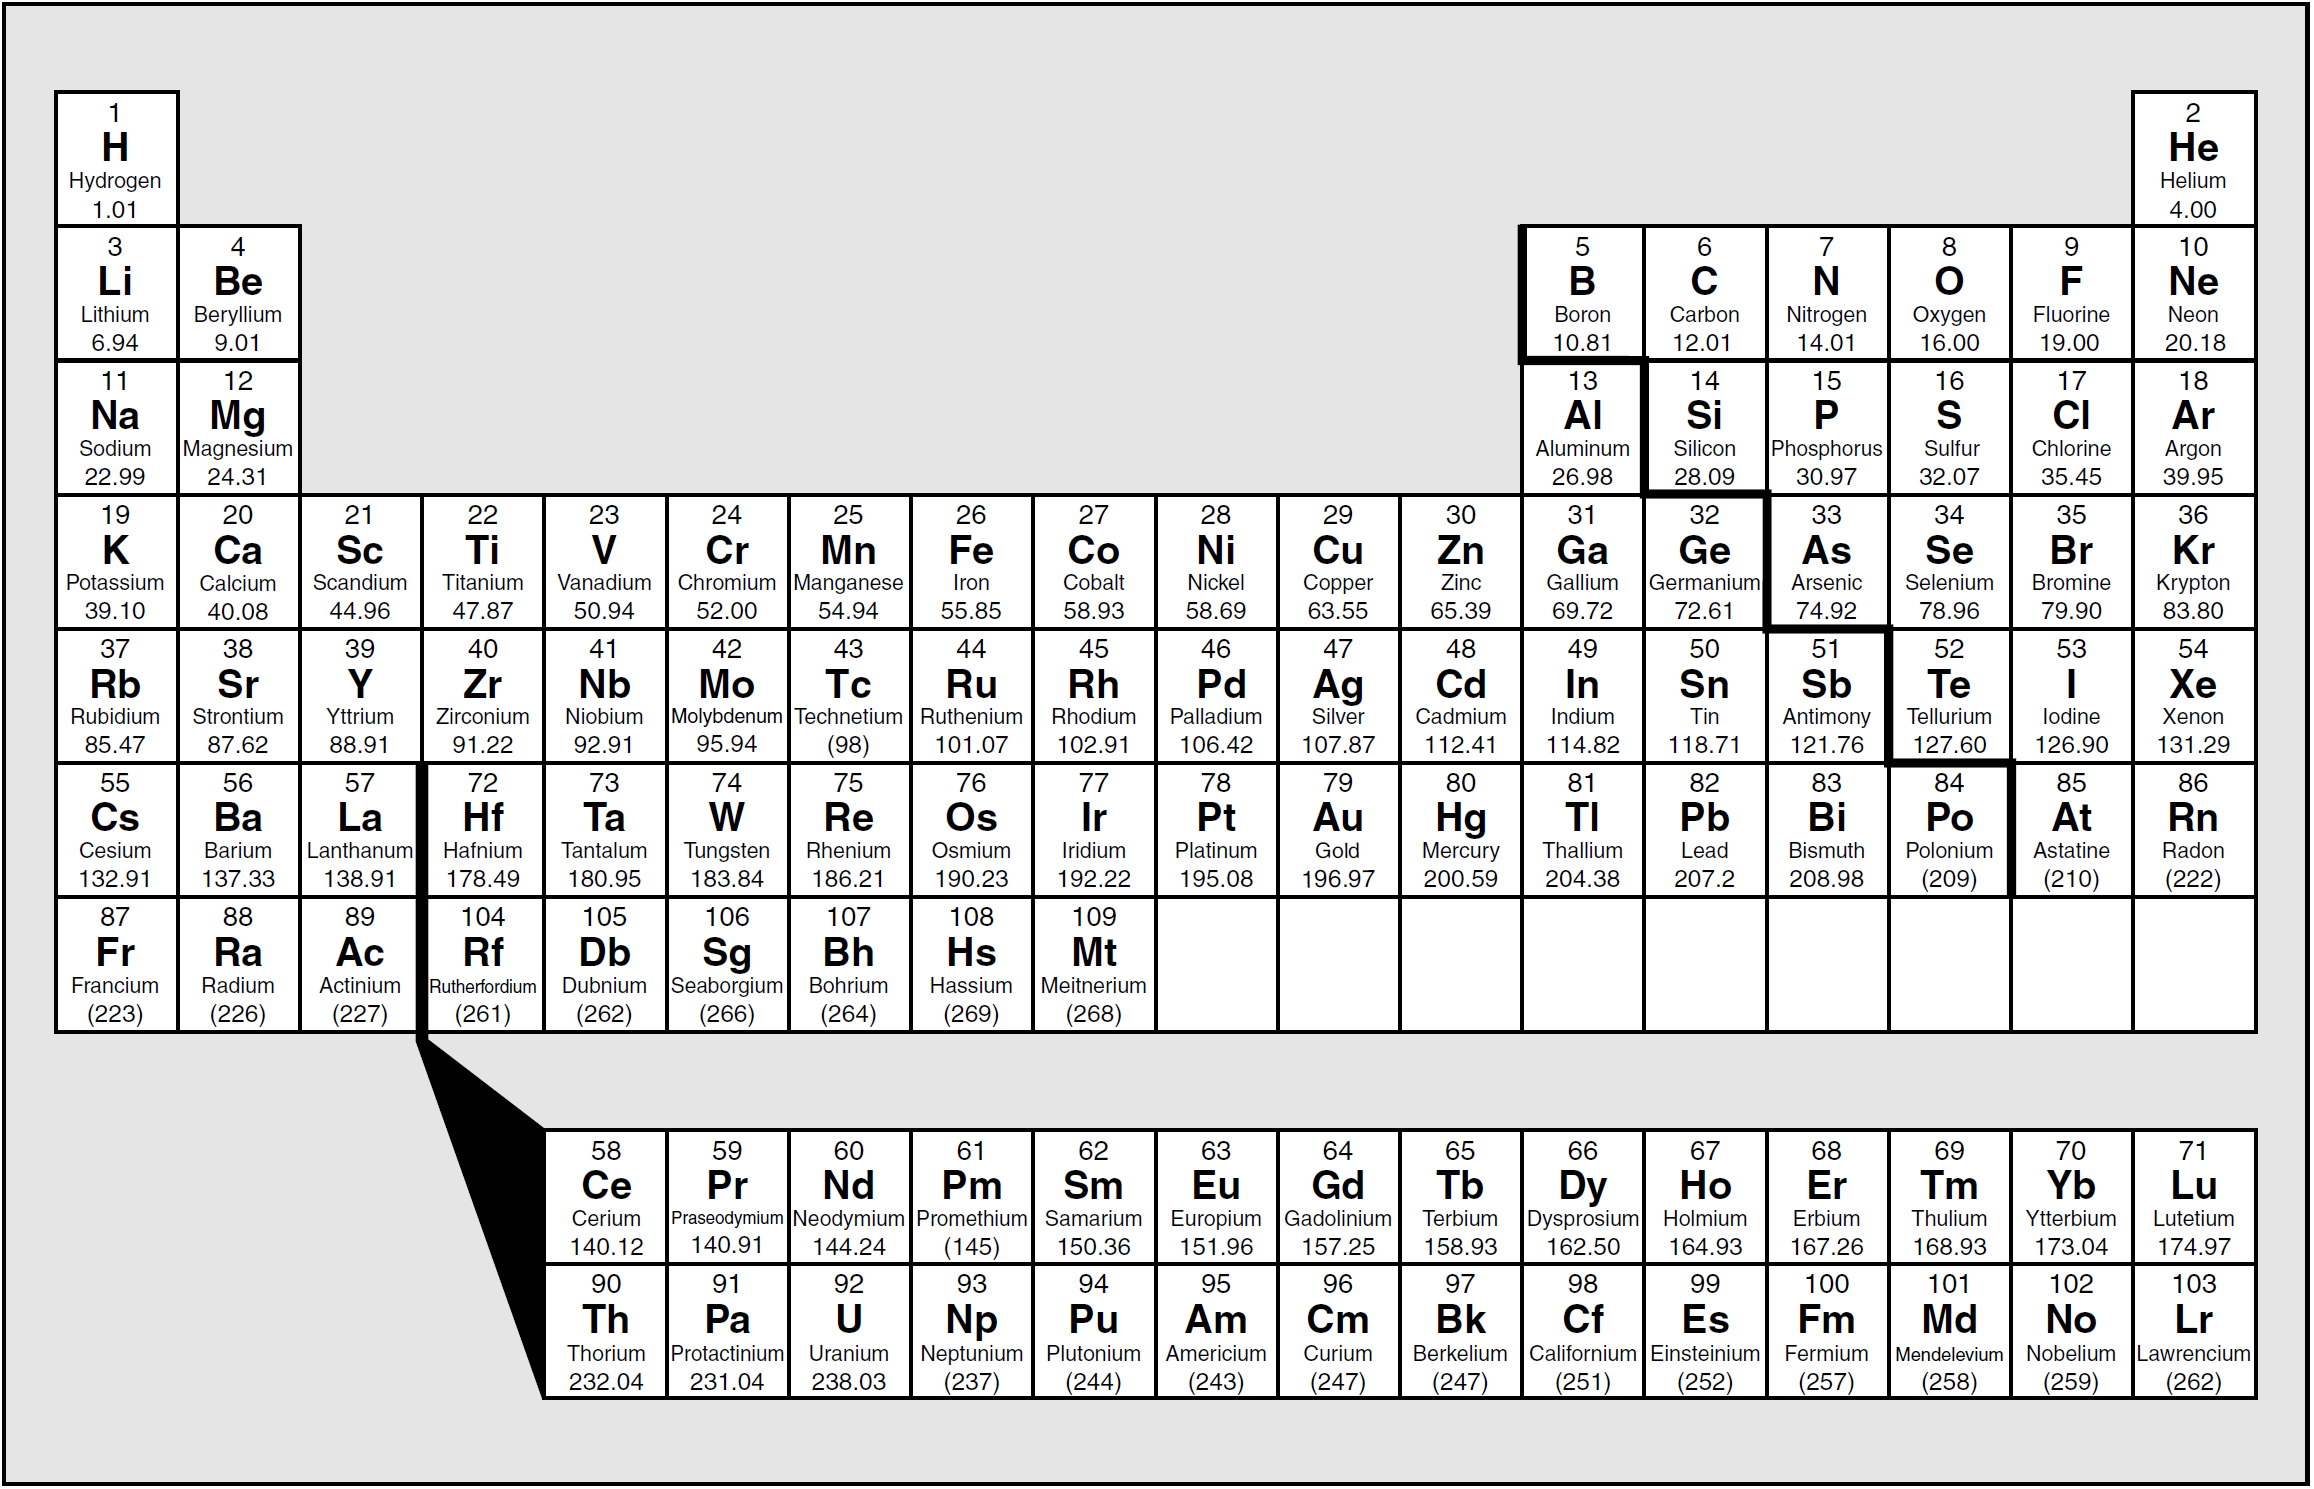 1 2
H He
Hydrogen Helium
1.01 4.00
3 4 5 6 7 8 9 10
Li Be B C N O F Ne
Lithium Beryllium Boron Carbon Nitrogen Oxygen Fluorine Neon
6.94 9.01 10.81 12.01 14.01 16.00 19.00 20.18
11 12 13 14 15 16 17 18
Na Mg Al Si P S Cl Ar
Sodium Magnesium Aluminum Silicon Phosphorus Sulfur Chlorine Argon
22.99 24.31 26.98 28.09 30.97 32.07 35.45 39.95
19 20 21 22 23 24 25 26 27 28 29 30 31 32 33 34 35 36
K Ca Sc Ti V Cr Mn Fe Co Ni Cu Zn Ga Ge As Se Br Kr
Potassium Calcium Scandium Titanium Vanadium Chromium Manganese Iron Cobalt Nickel Copper Zinc Gallium Germanium Arsenic Selenium Bromine Krypton
39.10 40.08 44.96 47.87 50.94 52.00 54.94 55.85 58.93 58.69 63.55 65.39 69.72 72.61 74.92 78.96 79.90 83.80
37 38 39 40 41 42 43 44 45 46 47 48 49 50 51 52 53 54
Rb Sr Y Zr Nb Mo Tc Ru Rh Pd Ag Cd In Sn Sb Te I Xe
Rubidium Strontium Yttrium Zirconium Niobium Molybdenum Technetium Ruthenium Rhodium Palladium Silver Cadmium Indium Tin Antimony Tellurium Iodine Xenon
85.47 87.62 88.91 91.22 92.91 95.94 (98) 101.07 102.91 106.42 107.87 112.41 114.82 118.71 121.76 127.60 126.90 131.29
55 56 57 72 73 74 75 76 77 78 79 80 81 82 83 84 85 86
Cs Ba La Hf Ta W Re Os Ir Pt Au Hg Tl Pb Bi Po At Rn
Cesium Barium Lanthanum Hafnium Tantalum Tungsten Rhenium Osmium Iridium Platinum Gold Mercury Thallium Lead Bismuth Polonium Astatine Radon
132.91 137.33 138.91 178.49 180.95 183.84 186.21 190.23 192.22 195.08 196.97 200.59 204.38 207.2 208.98 (209) (210) (222)
87 88 89 104 105 106 107 108 109
Fr Ra Ac Rf Db Sg Bh Hs Mt
Francium Radium Actinium Rutherfordium Dubnium Seaborgium Bohrium Hassium Meitnerium
(223) (226) (227) (261) (262) (266) (264) (269) (268)
58 59 60 61 62 63 64 65 66 67 68 69 70 71
Ce Pr Nd Pm Sm Eu Gd Tb Dy Ho Er Tm Yb Lu
Cerium Praseodymium Neodymium Promethium Samarium Europium Gadolinium Terbium Dysprosium Holmium Erbium Thulium Ytterbium Lutetium
140.12 140.91 144.24 (145) 150.36 151.96 157.25 158.93 162.50 164.93 167.26 168.93 173.04 174.97
90 91 92 93 94 95 96 97 98 99 100 101 102 103
Th Pa U Np Pu Am Cm Bk Cf Es Fm Md No Lr
Thorium Protactinium Uranium Neptunium Plutonium Americium Curium Berkelium Californium Einsteinium Fermium Mendelevium Nobelium Lawrencium
232.04 231.04 238.03 (237) (244) (243) (247) (247) (251) (252) (257) (258) (259) (262)